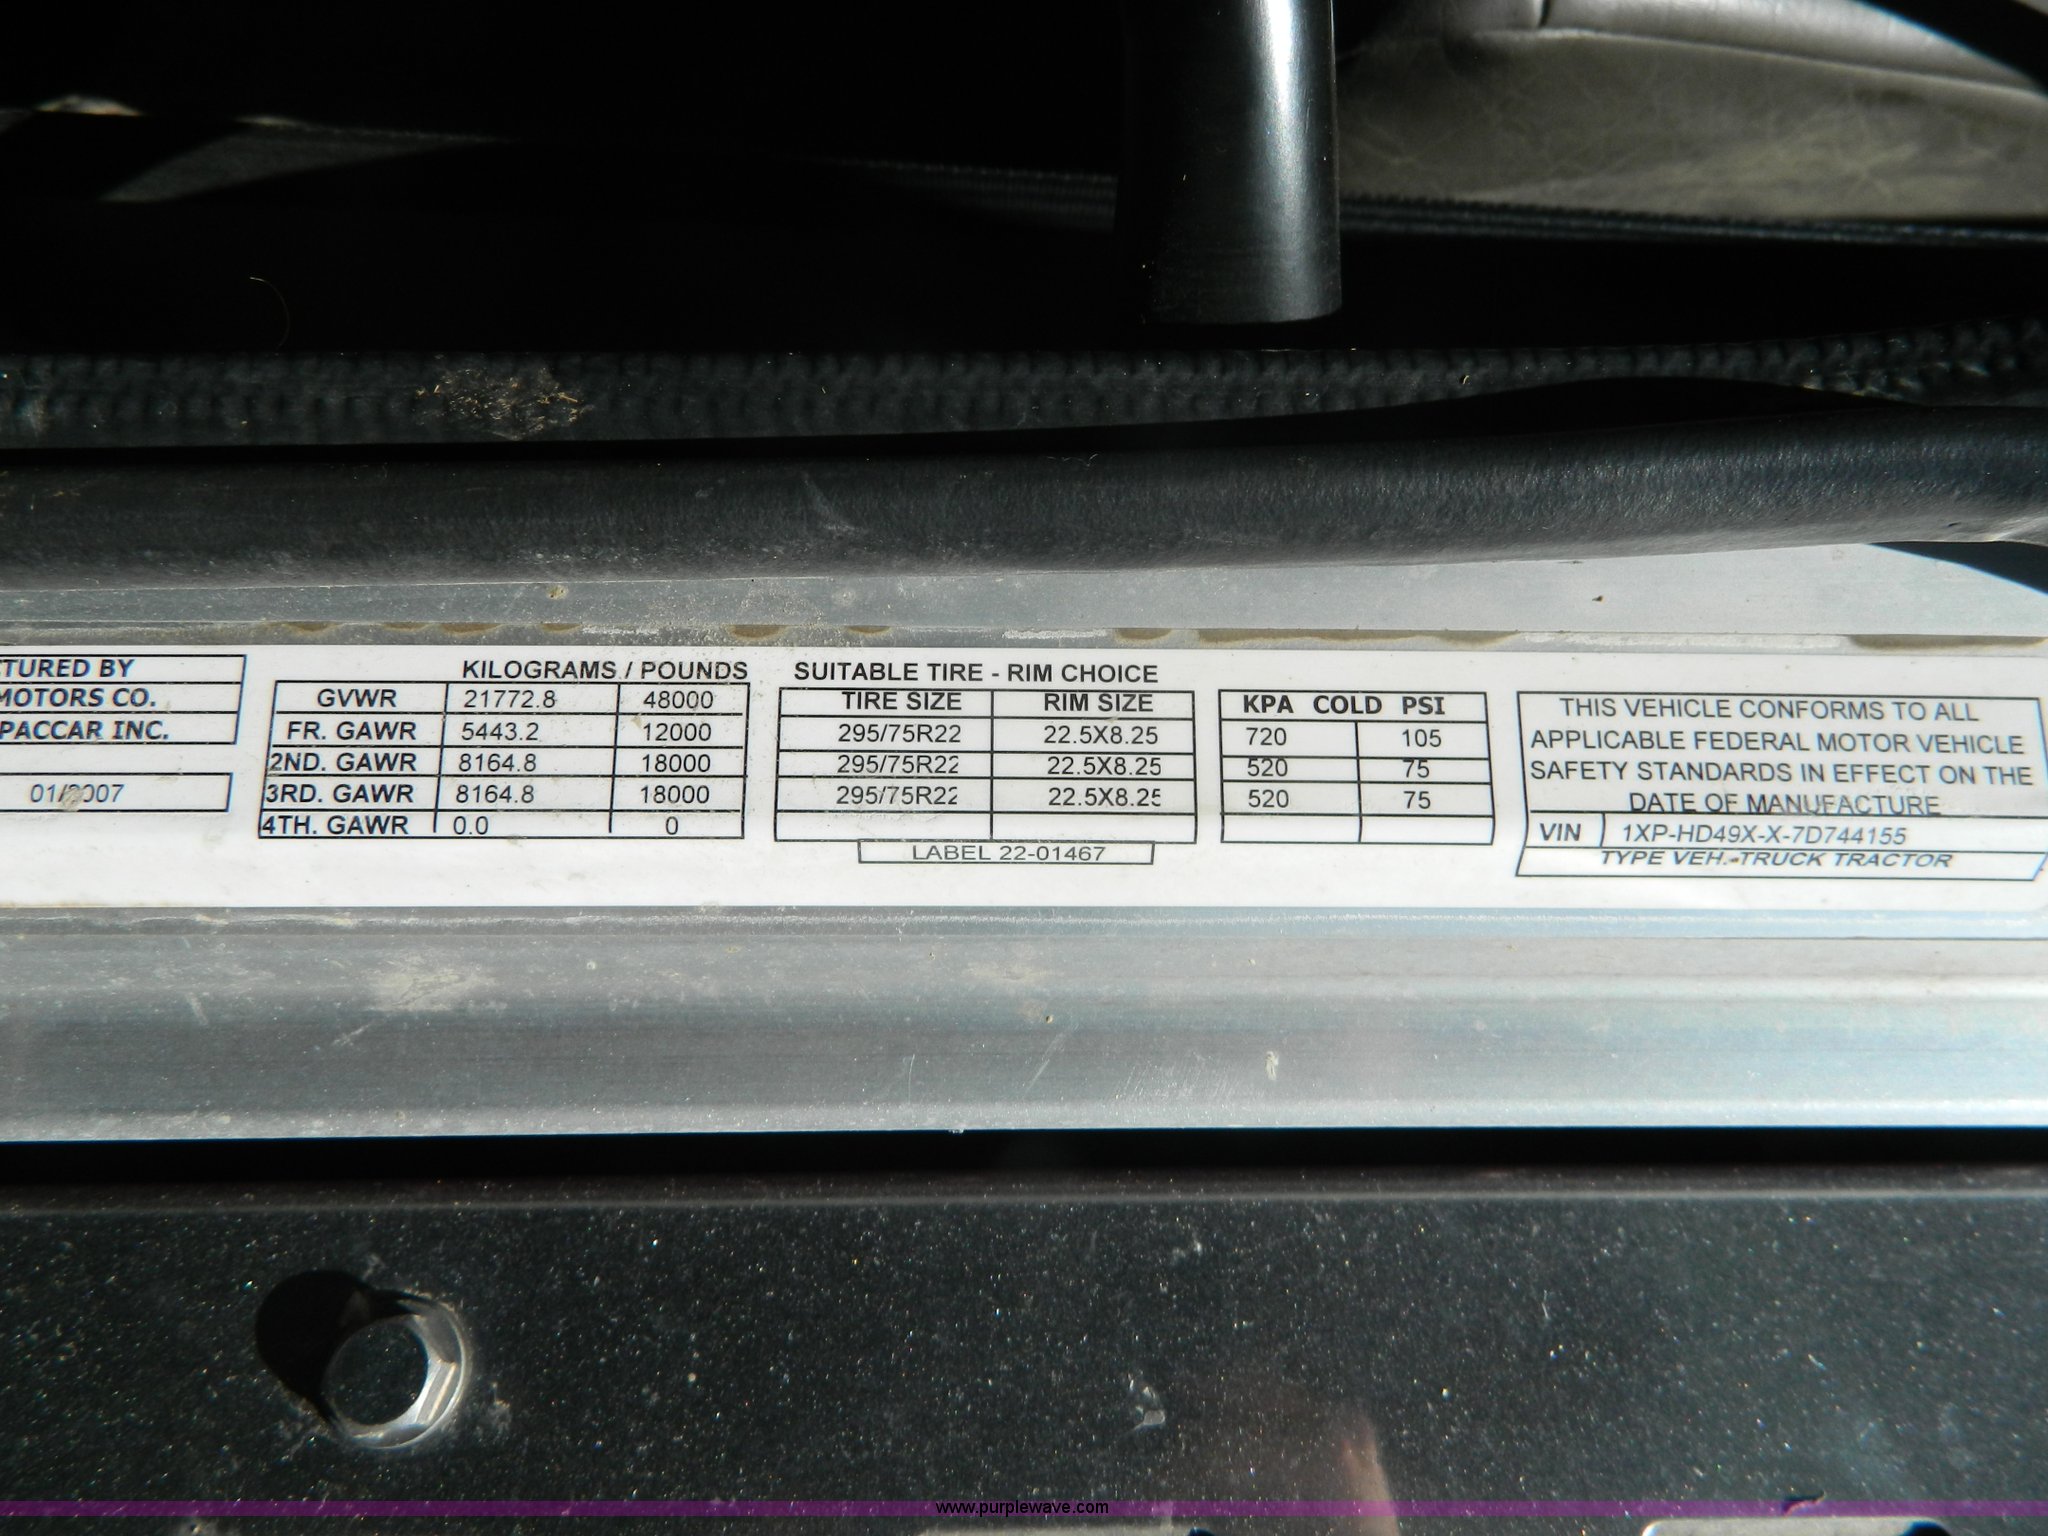 TURED BY
MOTORS CO.
PACCAR INC.
01/2007
KILOGRAMS / POUNDS
GVWR 21772.8 48000
FR. GAWR 5443.2 12000
2ND. GAWR 8164.8 18000
3RD. GAWR 8164.8 18000
4TH. GAWR 0.0 0
SUITABLE TIRE - RIM CHOICE
TIRE SIZE RIM SIZE
295/75R22 22.5X8.25
295/75R22 22.5X8.25
295/75R22 22.5X8.25
LABEL 22-01467
KPA COLD PSI
720 105
520 75
520 75
THIS VEHICLE CONFORMS TO ALL
APPLICABLE FEDERAL MOTOR VEHICLE
SAFETY STANDARDS IN EFFECT ON THE
DATE OF MANUFACTURE
VIN 1XP-HD49X-X-7D744155
TYPE VEH.-TRUCK TRACTOR
www.purplewave.com